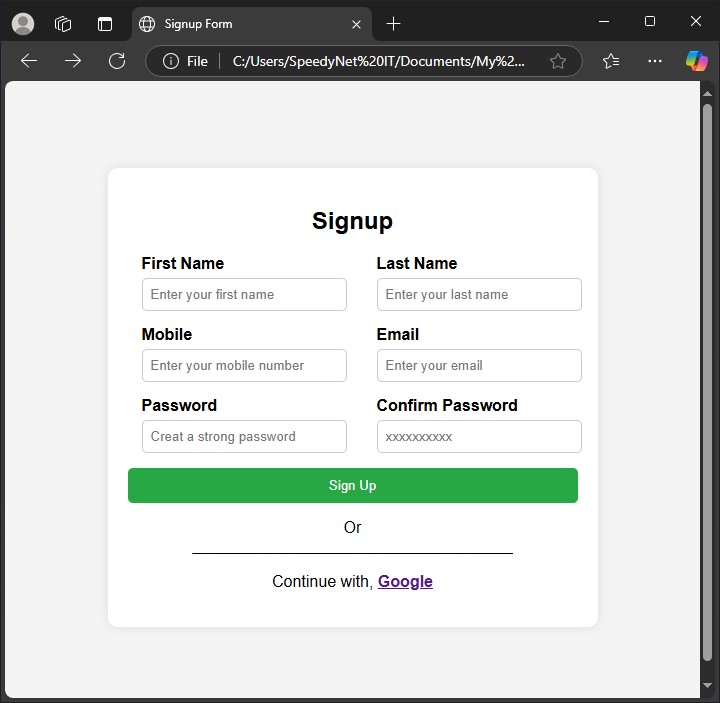 Signup Form
File C:/Users/SpeedyNet%20IT/Documents/My%2...
Signup
First Name Last Name
Enter your first name Enter your last name
Mobile Email
Enter your mobile number Enter your email
Password Confirm Password
Creat a strong password xxxxxxxxxx
Sign Up
Or
Continue with, Google